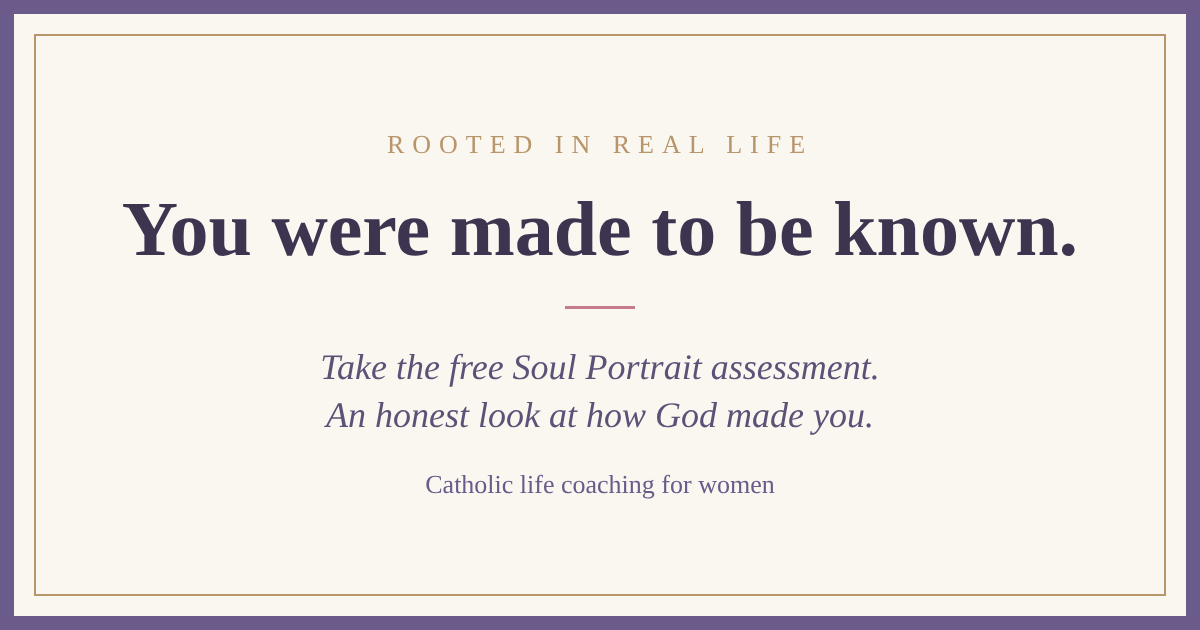 ROOTED IN REAL LIFE
You were made to be known.
Take the free Soul Portrait assessment.
An honest look at how God made you.
Catholic life coaching for women